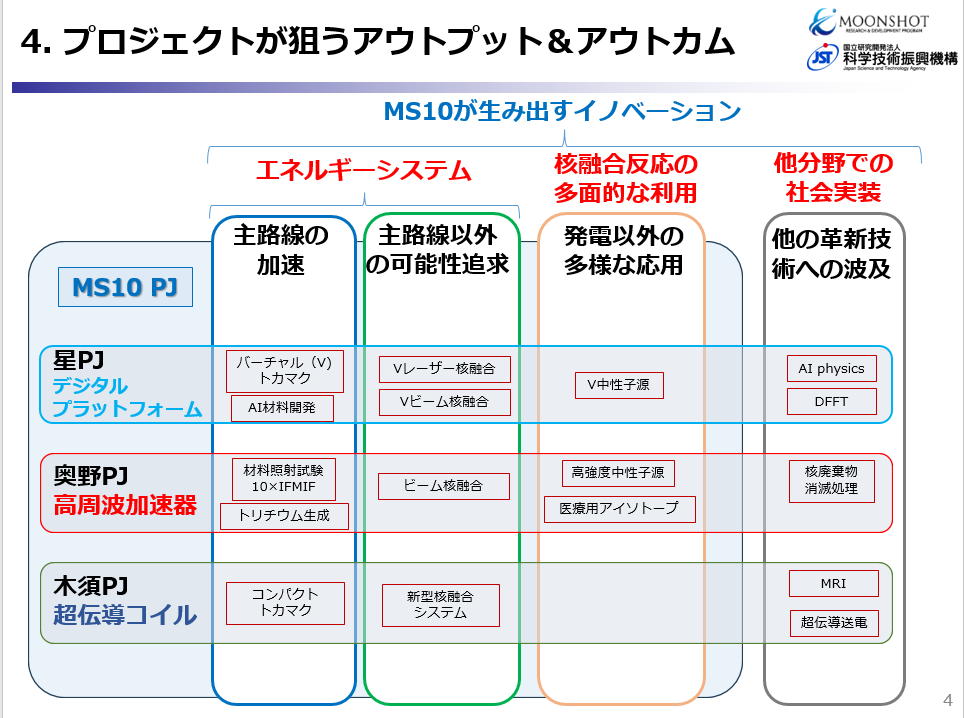 4. プロジェクトが狙うアウトプット＆アウトカム
MOONSHOT
RESEARCH & DEVELOPMENT PROGRAM
JST
国立研究開発法人
科学技術振興機構
Japan Science and Technology Agency
MS10が生み出すイノベーション
エネルギーシステム
核融合反応の
多面的な利用
他分野での
社会実装
主路線の
加速
主路線以外
の可能性追求
発電以外の
多様な応用
他の革新技
術への波及
MS10 PJ
星PJ
デジタル
プラットフォーム
バーチャル（V)
トカマク
AI材料開発
Vレーザー核融合
Vビーム核融合
V中性子源
AI physics
DFFT
奥野PJ
高周波加速器
材料照射試験
10×IFMIF
トリチウム生成
ビーム核融合
高強度中性子源
医療用アイソトープ
核廃棄物
消滅処理
木須PJ
超伝導コイル
コンパクト
トカマク
新型核融合
システム
MRI
超伝導送電
4